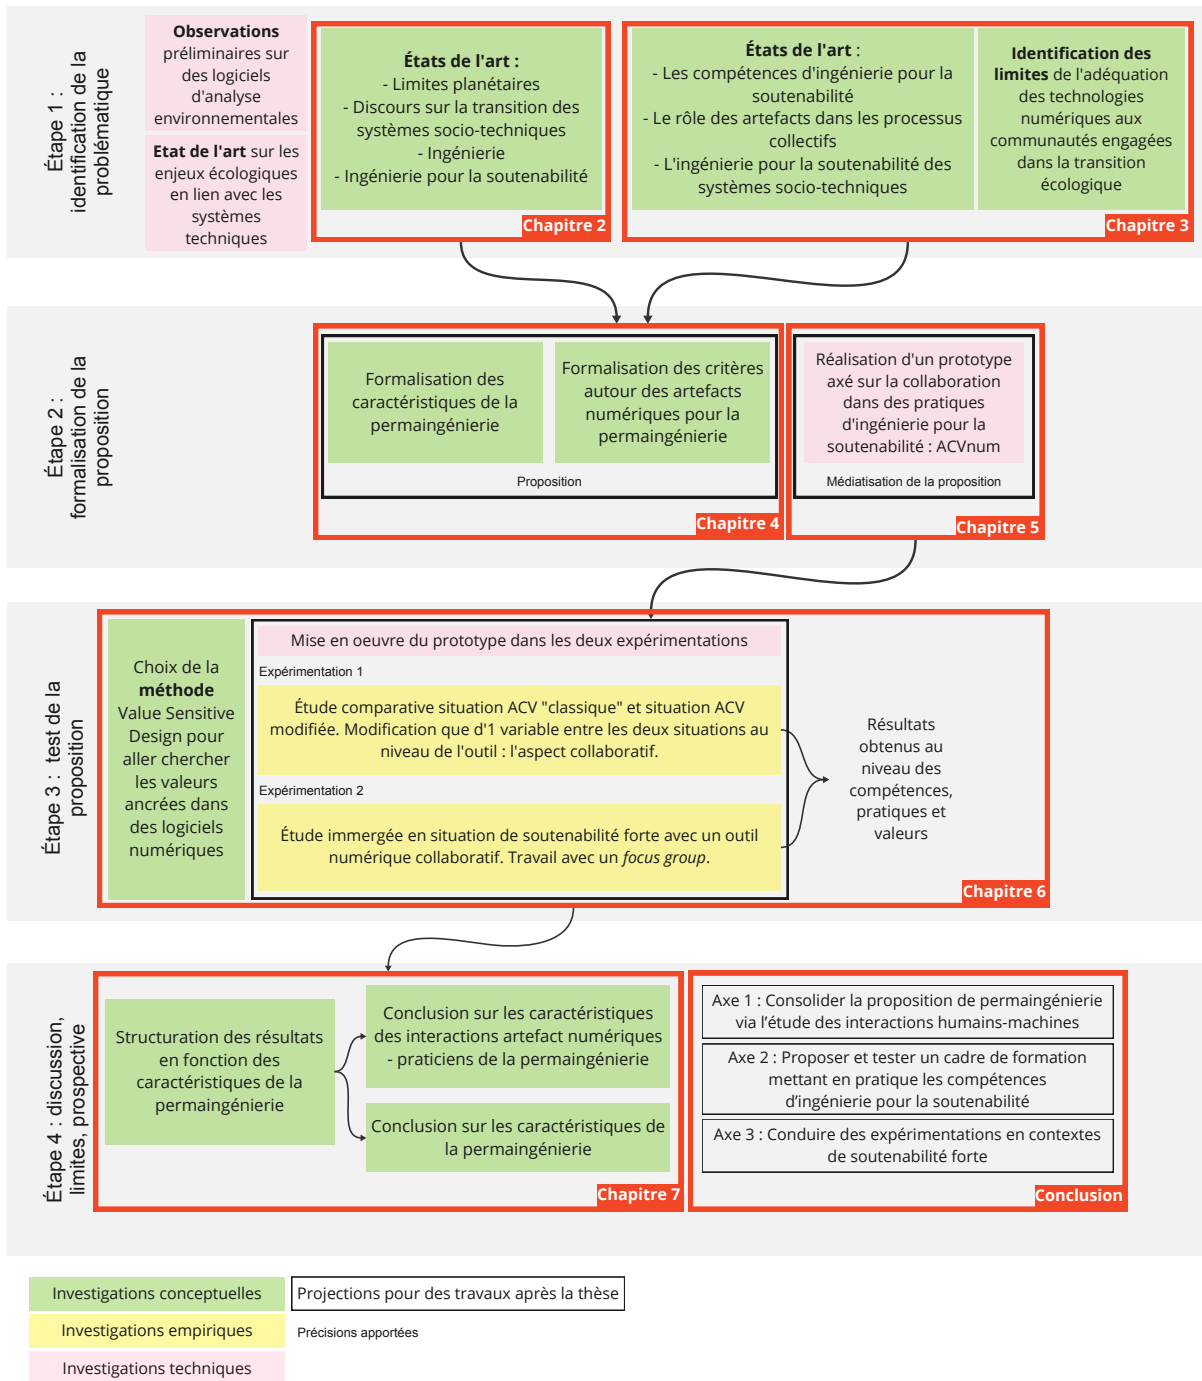 Étape 1 :
identification de la
problématique
Observations
préliminaires sur
des logiciels
d'analyse
environnementales
Etat de l'art sur les
enjeux écologiques
en lien avec les
systèmes
techniques
États de l'art :
- Limites planétaires
- Discours sur la transition des
systèmes socio-techniques
- Ingénierie
- Ingénierie pour la soutenabilité
Chapitre 2
États de l'art :
- Les compétences d'ingénierie pour la
soutenabilité
- Le rôle des artefacts dans les processus
collectifs
- L'ingénierie pour la soutenabilité des
systèmes socio-techniques
Identification des
limites de l'adéquation
des technologies
numériques aux
communautés engagées
dans la transition
écologique
Chapitre 3
Étape 2 :
formalisation de la
proposition
Formalisation des
caractéristiques de la
permaingénierie
Formalisation des critères
autour des artefacts
numériques pour la
permaingénierie
Proposition
Chapitre 4
Réalisation d'un prototype
axé sur la collaboration
dans des pratiques
d'ingénierie pour la
soutenabilité : ACVnum
Médiatisation de la proposition
Chapitre 5
Étape 3 : test de la
proposition
Choix de la
méthode
Value Sensitive
Design pour
aller chercher
les valeurs
ancrées dans
des logiciels
numériques
Mise en oeuvre du prototype dans les deux expérimentations
Expérimentation 1
Étude comparative situation ACV "classique" et situation ACV
modifiée. Modification que d'1 variable entre les deux situations au
niveau de l'outil : l'aspect collaboratif.
Expérimentation 2
Étude immergée en situation de soutenabilité forte avec un outil
numérique collaboratif. Travail avec un focus group.
Résultats
obtenus au
niveau des
compétences,
pratiques et
valeurs
Chapitre 6
Étape 4 : discussion,
limites, prospective
Structuration des résultats
en fonction des
caractéristiques de la
permaingénierie
Conclusion sur les caractéristiques
des interactions artefact numériques
- praticiens de la permaingénierie
Conclusion sur les caractéristiques de
la permaingénierie
Chapitre 7
Axe 1 : Consolider la proposition de permaingénierie
via l’étude des interactions humains-machines
Axe 2 : Proposer et tester un cadre de formation
mettant en pratique les compétences
d’ingénierie pour la soutenabilité
Axe 3 : Conduire des expérimentations en contextes
de soutenabilité forte
Conclusion
Investigations conceptuelles
Projections pour des travaux après la thèse
Investigations empiriques
Précisions apportées
Investigations techniques